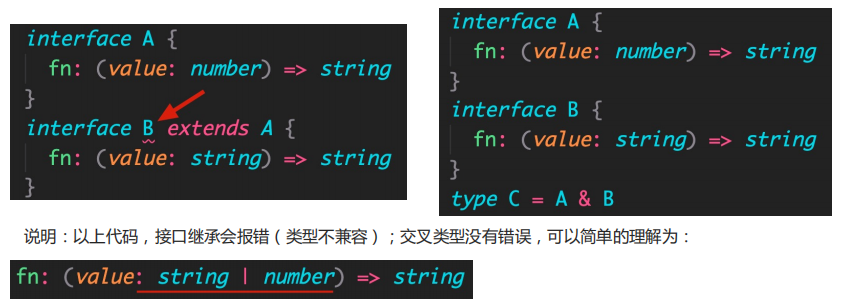 interface A {
fn: (value: number) => string
}
interface B extends A {
fn: (value: string) => string
}
interface A {
fn: (value: number) => string
}
interface B {
fn: (value: string) => string
}
type C = A & B
说明：以上代码，接口继承会报错（类型不兼容）；交叉类型没有错误，可以简单的理解为：
fn: (value: string | number) => string